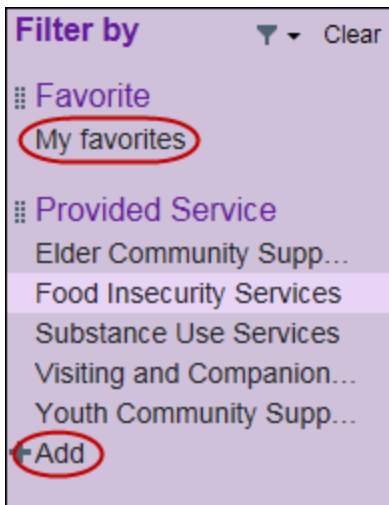 Filter by Clear
Favorite
My favorites
Provided Service
Elder Community Supp...
Food Insecurity Services
Substance Use Services
Visiting and Companion...
Youth Community Supp...
Add